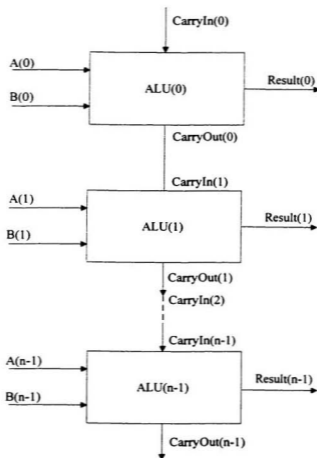 CarryIn(0)
A(0)
Result(0)
ALU(0)
B(0)
CarryOut(0)
CarryIn(1)
A(1)
Result(1)
ALU(1)
B(1)
CarryOut(1)
CarryIn(2)
CarryIn(n-1)
A(n-1)
Result(n-1)
ALU(n-1)
B(n-1)
CarryOut(n-1)